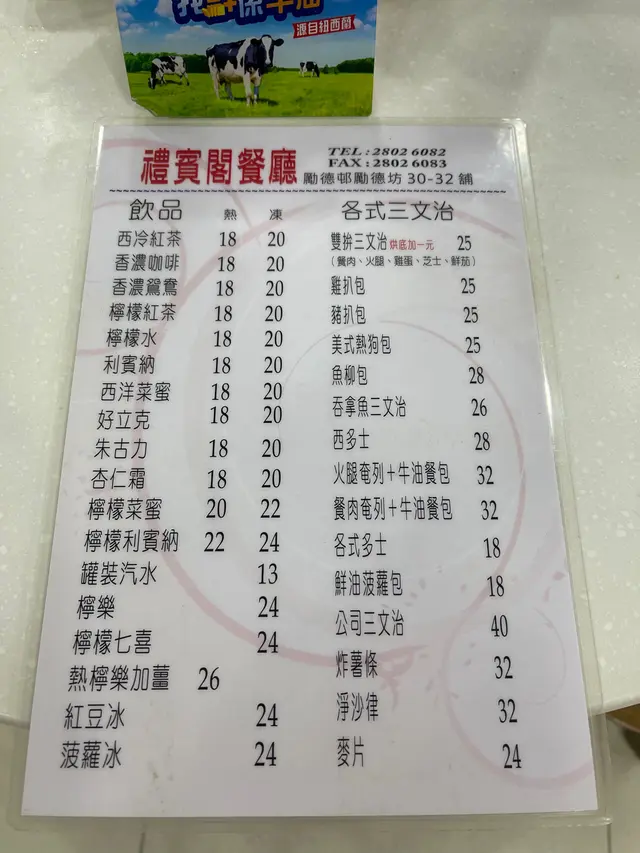 源自紐西蘭
禮賓閣餐廳
TEL : 2802 6082
FAX : 2802 6083
勵德邨勵德坊 30-32 舖
飲品 熱 凍
西冷紅茶 18 20
香濃咖啡 18 20
香濃鴛鴦 18 20
檸檬紅茶 18 20
檸檬水 18 20
利賓納 18 20
西洋菜蜜 18 20
好立克 18 20
朱古力 18 20
杏仁霜 18 20
檸檬菜蜜 20 22
檸檬利賓納 22 24
罐裝汽水 13
檸樂 24
檸檬七喜 24
熱檸樂加薑 26
紅豆冰 24
菠蘿冰 24
各式三文治
雙拚三文治 烘底加一元 25
(餐肉、火腿、雞蛋、芝士、鮮茄)
雞扒包 25
豬扒包 25
美式熱狗包 25
魚柳包 28
吞拿魚三文治 26
西多士 28
火腿奄列+牛油餐包 32
餐肉奄列+牛油餐包 32
各式多士 18
鮮油菠蘿包 18
公司三文治 40
炸薯條 32
淨沙律 32
麥片 24